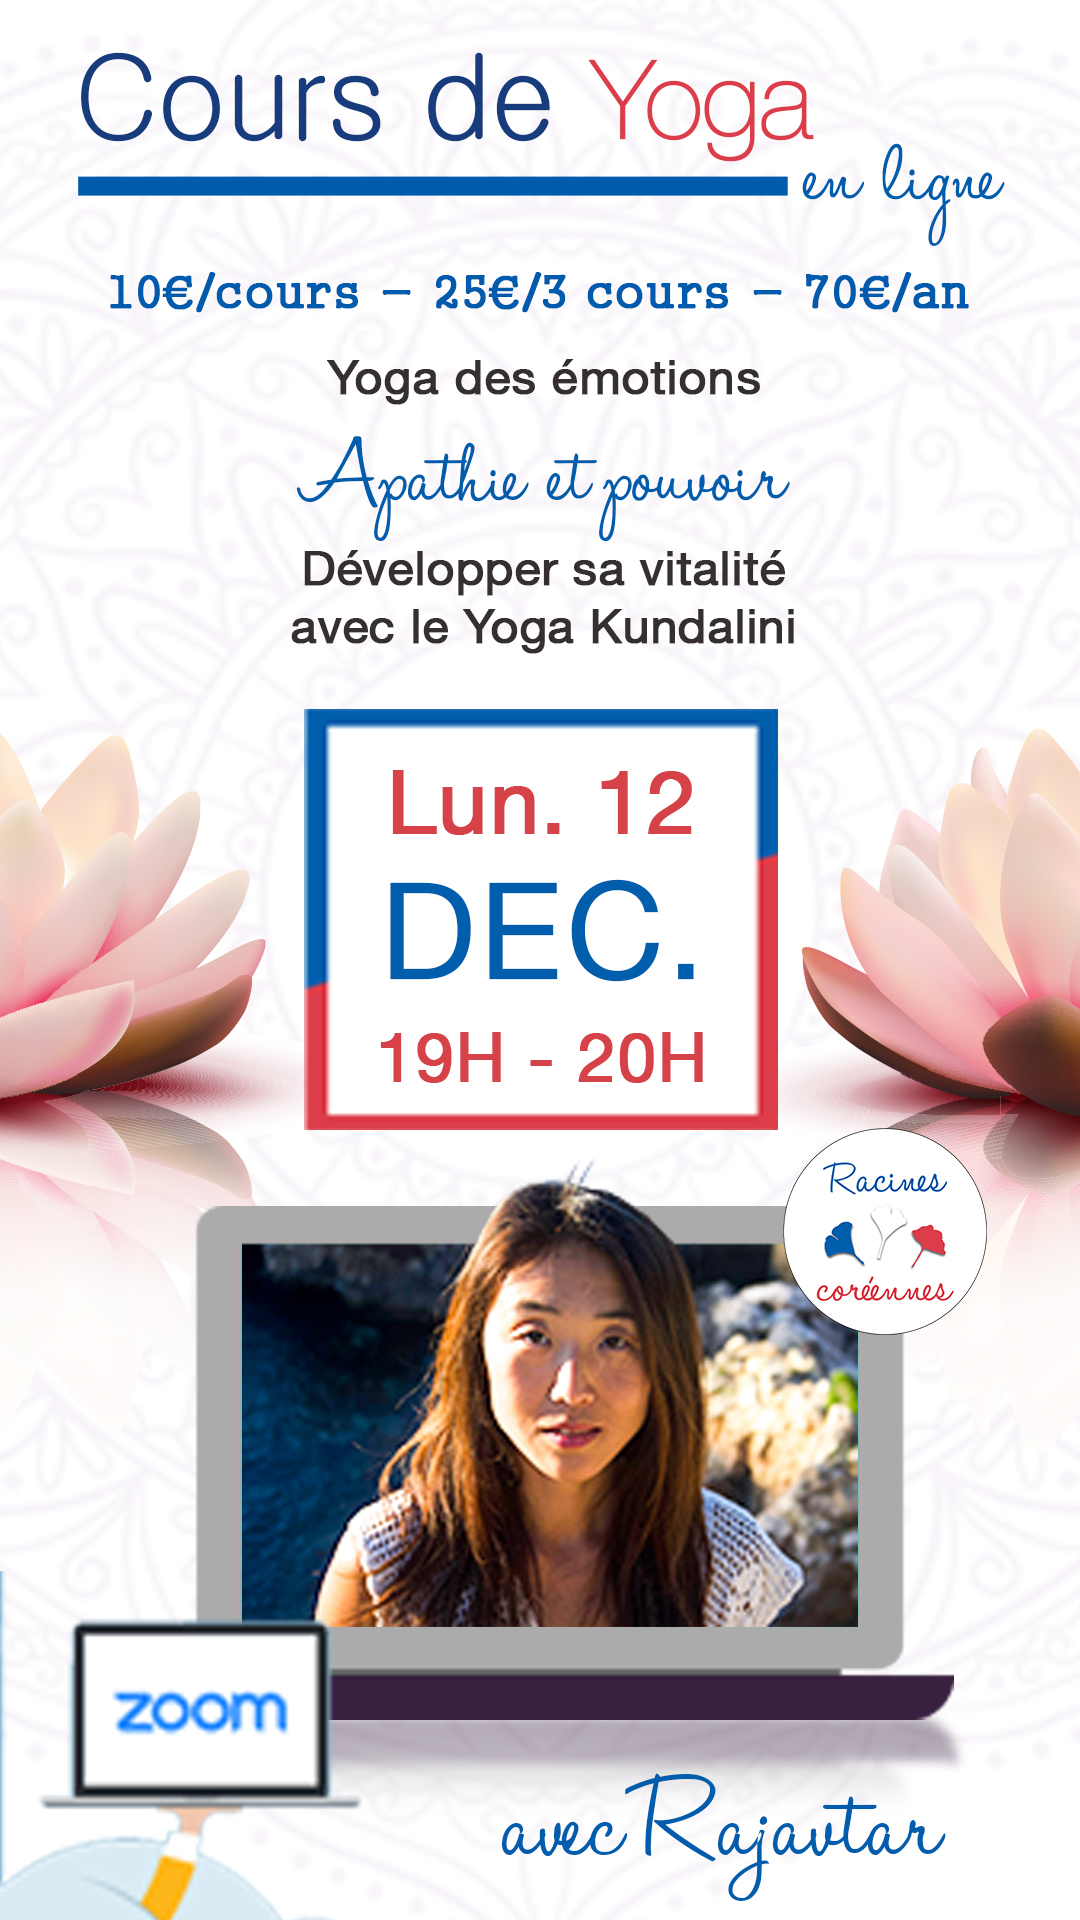 Cours de Yoga
en ligne
10€/cours – 25€/3 cours – 70€/an
Yoga des émotions
Apathie et pouvoir
Développer sa vitalité
avec le Yoga Kundalini
Lun. 12
DEC.
19H - 20H
Racines
coréennes
zoom
avec Rajavtar